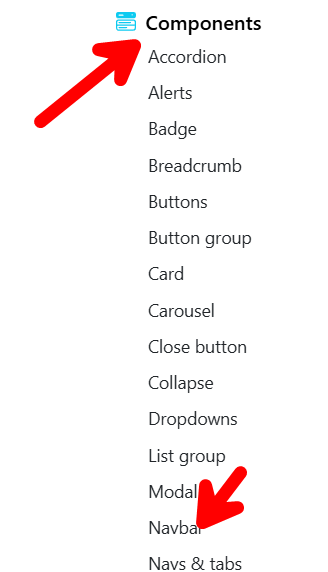 Components
Accordion
Alerts
Badge
Breadcrumb
Buttons
Button group
Card
Carousel
Close button
Collapse
Dropdowns
List group
Modal
Navbar
Navs & tabs